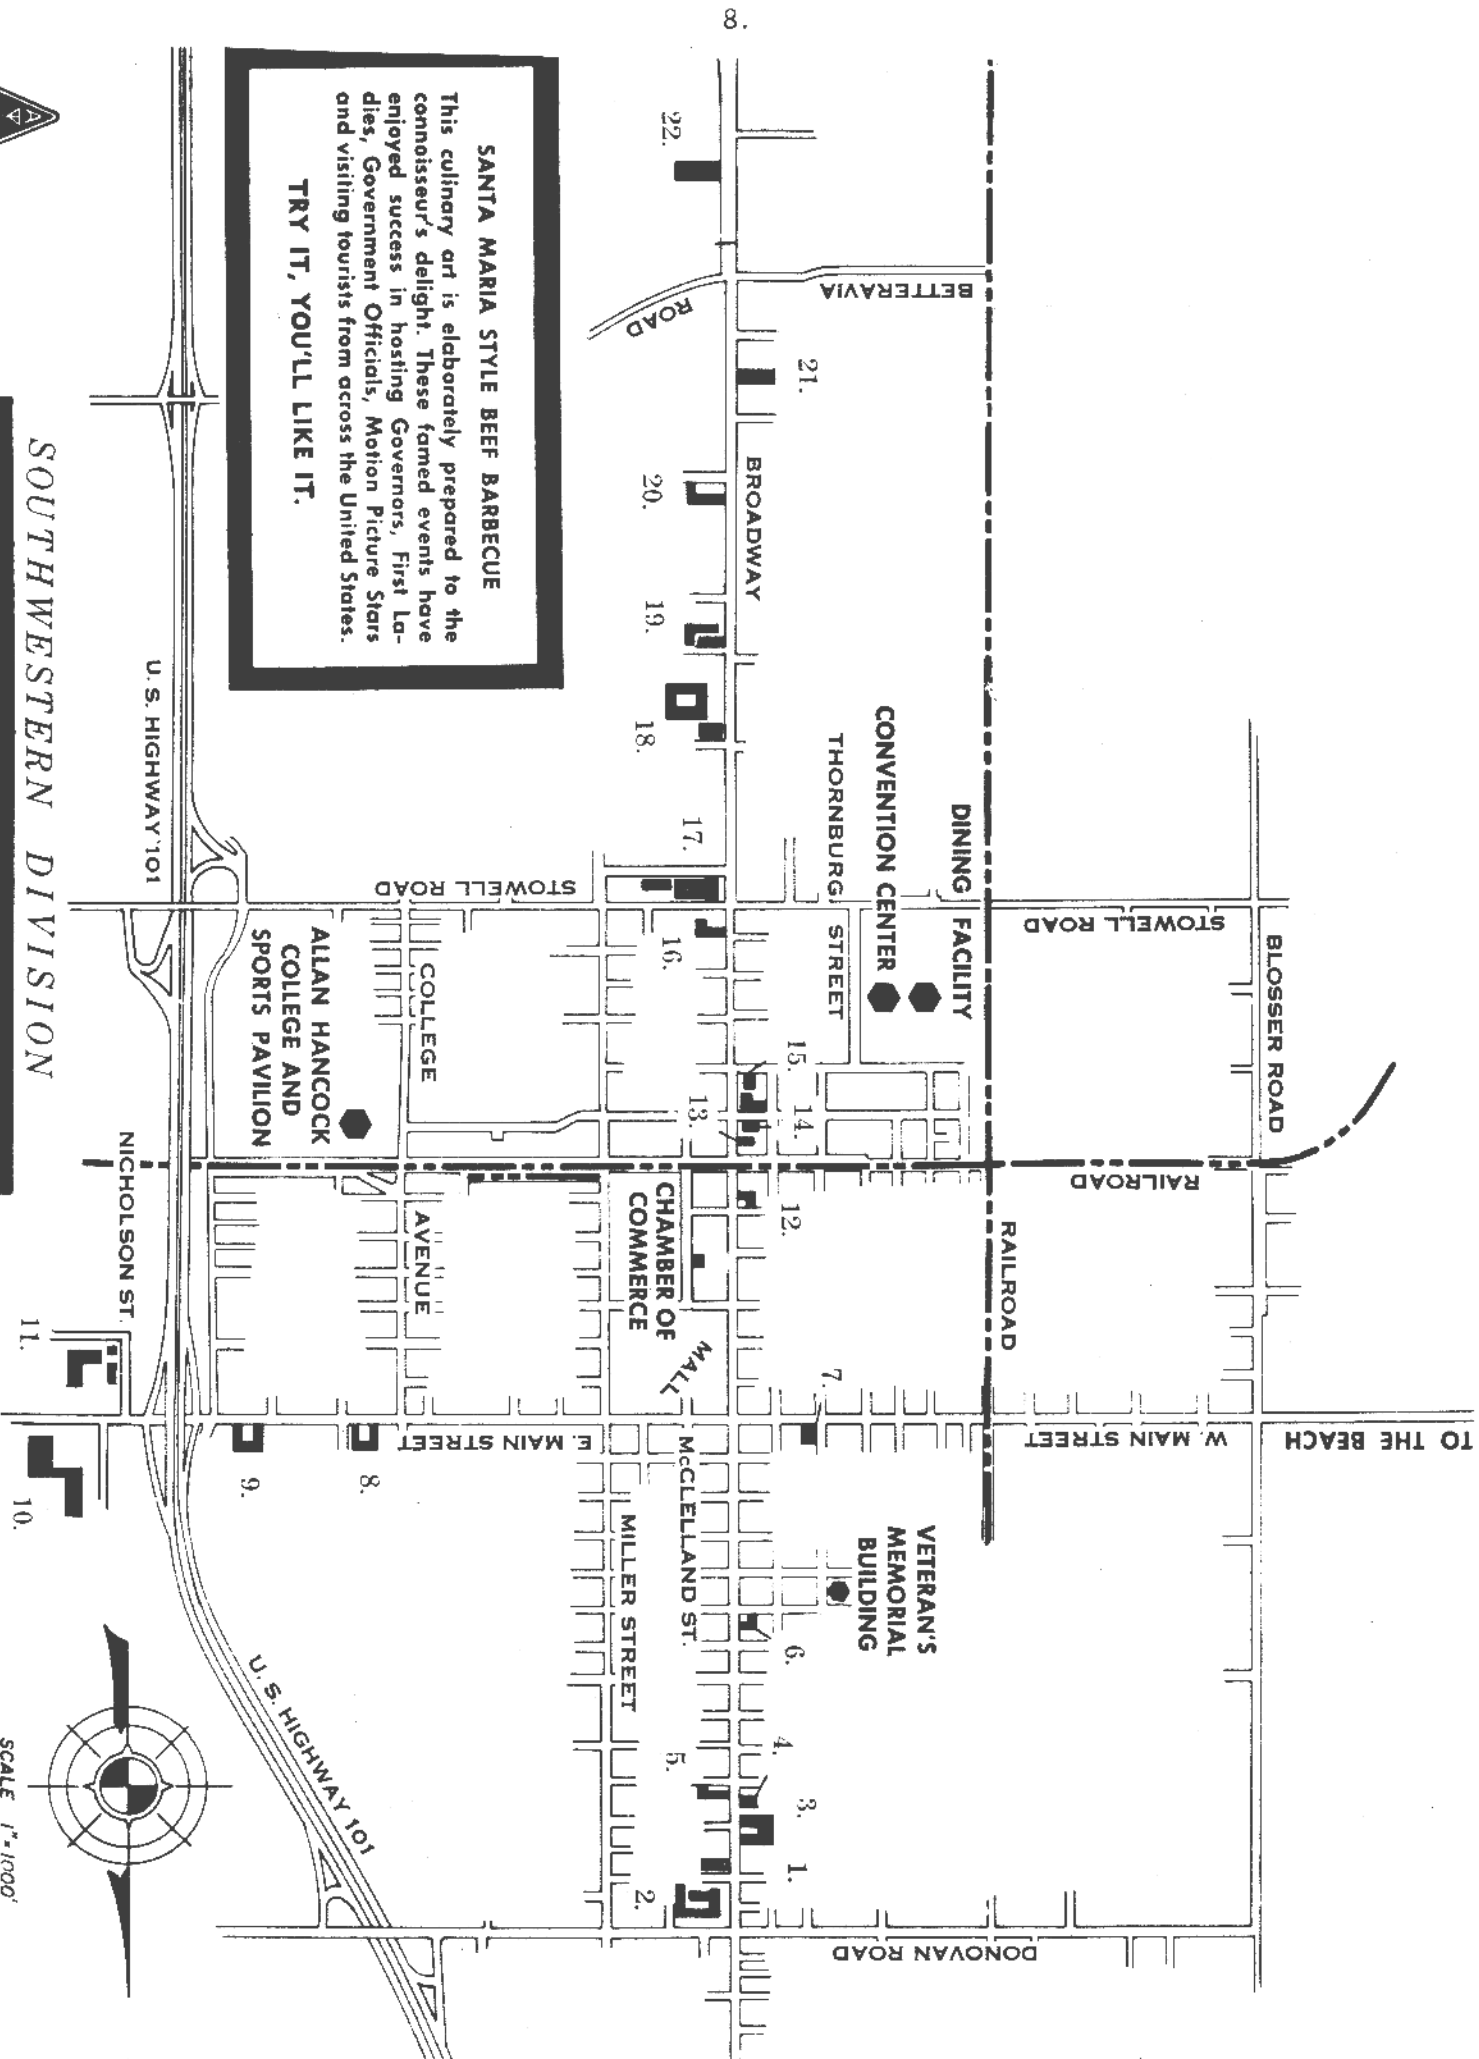 8.
SANTA MARIA STYLE BEEF BARBECUE
This culinary art is elaborately prepared to the
connoisseur's delight. These famed events have
enjoyed success in hosting Governors, First La-
dies, Government Officials, Motion Picture Stars
and visiting tourists from across the United States.
TRY IT, YOU'LL LIKE IT.
22.
BETTERAVIA
ROAD
21.
20.
BROADWAY
19.
18.
17.
U. S. HIGHWAY 101
STOWELL ROAD
THORNBURG
STREET
CONVENTION CENTER
DINING FACILITY
STOWELL ROAD
BLOSSER ROAD
16.
15.
14.
13.
12.
COLLEGE
AVENUE
ALLAN HANCOCK
COLLEGE AND
SPORTS PAVILION
NICHOLSON ST.
CHAMBER OF
COMMERCE
MALL
RAILROAD
RAILROAD
7.
11.
10.
9.
8.
E. MAIN STREET
W. MAIN STREET
TO THE BEACH
McCLELLAND ST.
MILLER STREET
VETERAN'S
MEMORIAL
BUILDING
6.
5.
4.
3.
1.
2.
U. S. HIGHWAY 101
DONOVAN ROAD
SOUTHWESTERN DIVISION
SCALE 1"=1000'